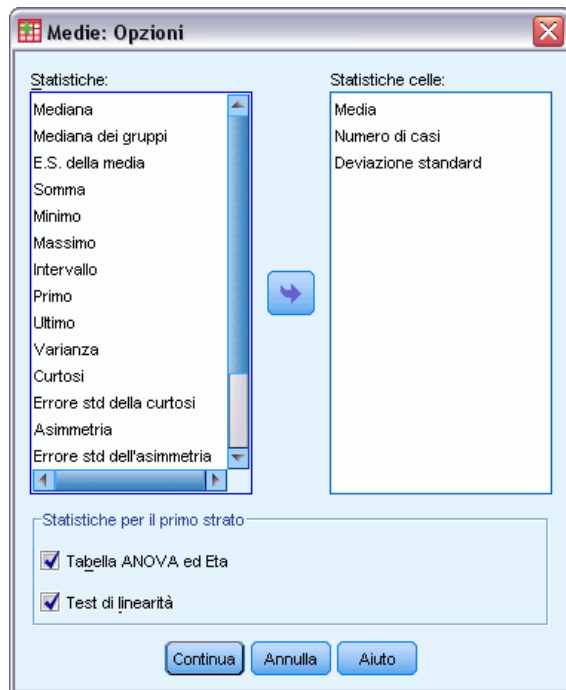 Medie: Opzioni
Statistiche:
Mediana
Mediana dei gruppi
E.S. della media
Somma
Minimo
Massimo
Intervallo
Primo
Ultimo
Varianza
Curtosi
Errore std della curtosi
Asimmetria
Errore std dell'asimmetria
Statistiche celle:
Media
Numero di casi
Deviazione standard
Statistiche per il primo strato
Tabella ANOVA ed Eta
Test di linearità
Continua
Annulla
Aiuto